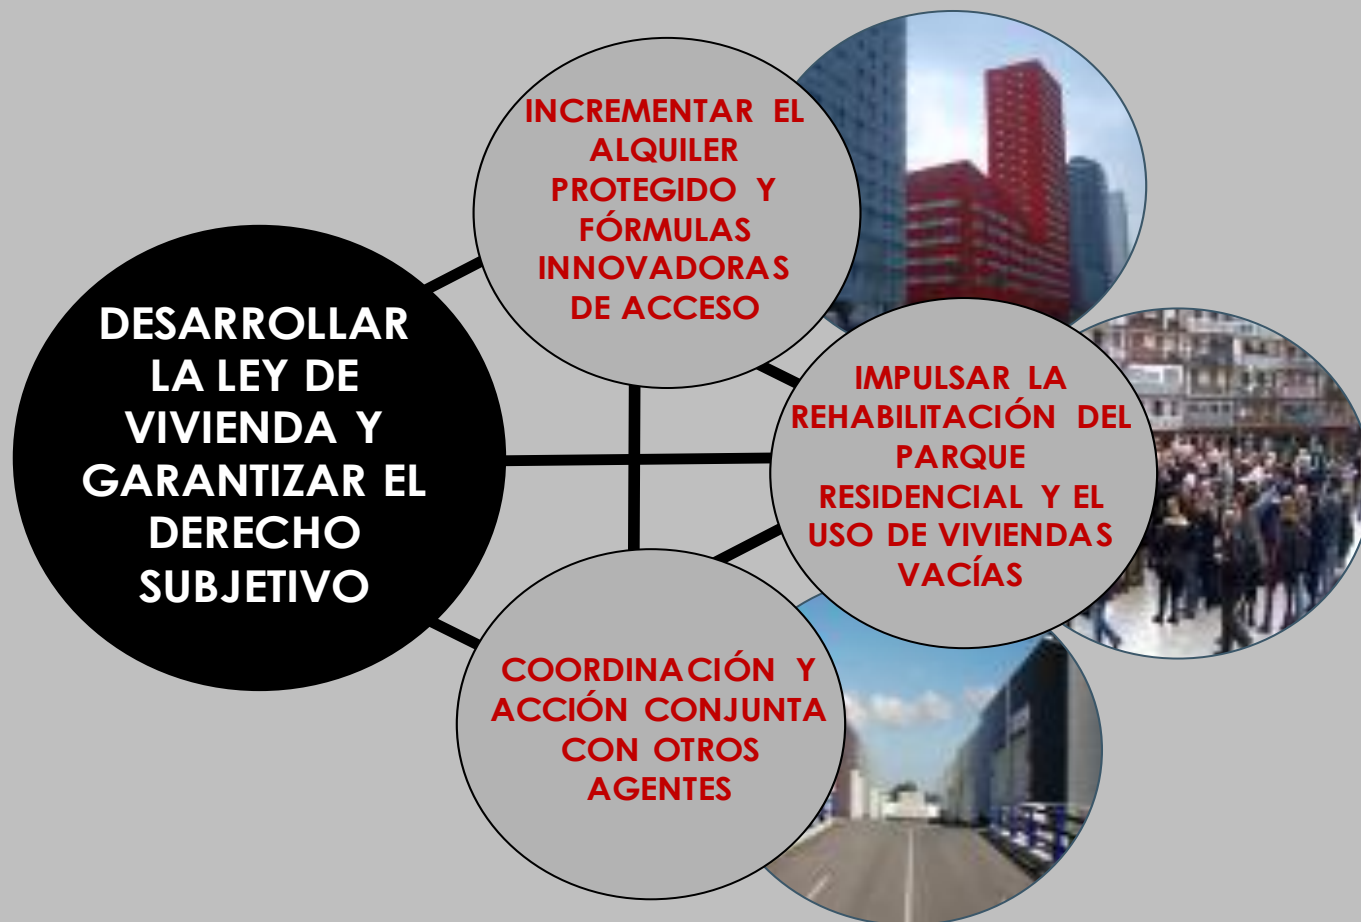 DESARROLLAR
LA LEY DE
VIVIENDA Y
GARANTIZAR EL
DERECHO
SUBJETIVO
INCREMENTAR EL
ALQUILER
PROTEGIDO Y
FÓRMULAS
INNOVADORAS
DE ACCESO
IMPULSAR LA
REHABILITACIÓN DEL
PARQUE
RESIDENCIAL Y EL
USO DE VIVIENDAS
VACÍAS
COORDINACIÓN Y
ACCIÓN CONJUNTA
CON OTROS
AGENTES